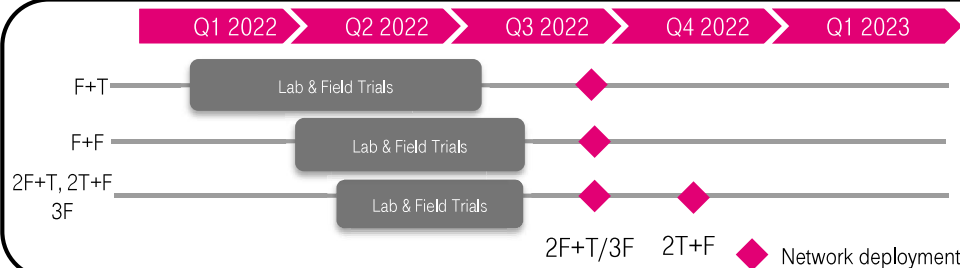 Q1 2022 Q2 2022 Q3 2022 Q4 2022 Q1 2023
F+T Lab & Field Trials
F+F Lab & Field Trials
2F+T, 2T+F
3F Lab & Field Trials
2F+T/3F 2T+F Network deployment